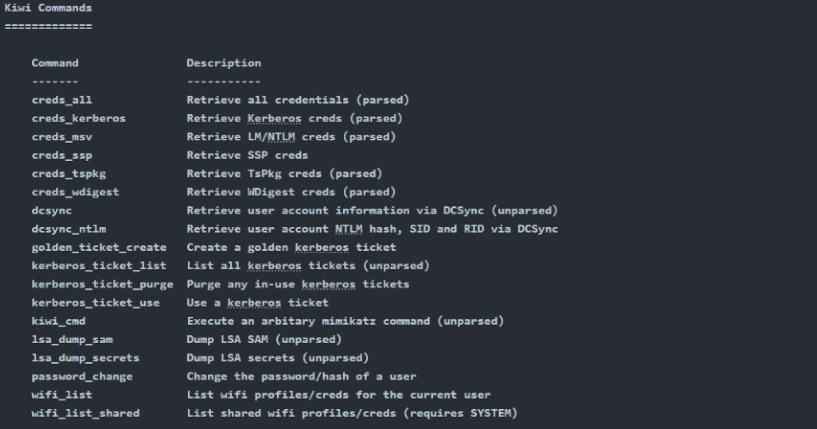 Kiwi Commands
=============
Command Description
------- -----------
creds_all Retrieve all credentials (parsed)
creds_kerberos Retrieve Kerberos creds (parsed)
creds_msv Retrieve LM/NTLM creds (parsed)
creds_ssp Retrieve SSP creds
creds_tspkg Retrieve TsPkg creds (parsed)
creds_wdigest Retrieve WDigest creds (parsed)
dcsync Retrieve user account information via DCSync (unparsed)
dcsync_ntlm Retrieve user account NTLM hash, SID and RID via DCSync
golden_ticket_create Create a golden kerberos ticket
kerberos_ticket_list List all kerberos tickets (unparsed)
kerberos_ticket_purge Purge any in-use kerberos tickets
kerberos_ticket_use Use a kerberos ticket
kiwi_cmd Execute an arbitary mimikatz command (unparsed)
lsa_dump_sam Dump LSA SAM (unparsed)
lsa_dump_secrets Dump LSA secrets (unparsed)
password_change Change the password/hash of a user
wifi_list List wifi profiles/creds for the current user
wifi_list_shared List shared wifi profiles/creds (requires SYSTEM)